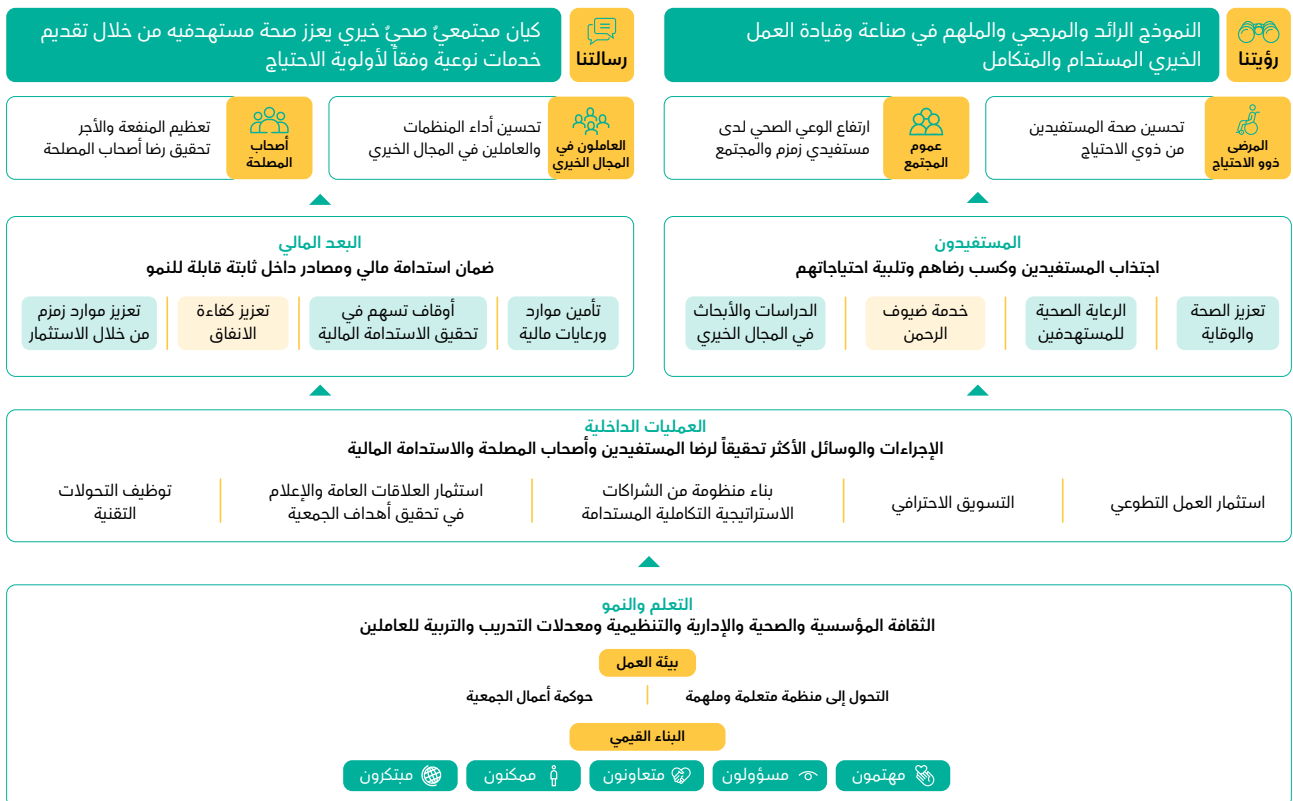 رؤيتنا
النموذج الرائد والمرجعي والملهم في صناعة وقيادة العمل
الخيري المستدام والمتكامل
رسالتنا
كيان مجتمعيٌ صحيٌ خيري يعزز صحة مستهدفيه من خلال تقديم
خدمات نوعية وفقاً لأولوية الاحتياج
المرضى
ذوو الاحتياج
تحسين صحة المستفيدين
من ذوي الاحتياج
عموم
المجتمع
ارتفاع الوعي الصحي لدى
مستفيدي زمزم والمجتمع
العاملون في
المجال الخيري
تحسين أداء المنظمات
والعاملين في المجال الخيري
أصحاب
المصلحة
تعظيم المنفعة والأجر
تحقيق رضا أصحاب المصلحة
المستفيدون
اجتذاب المستفيدين وكسب رضاهم وتلبية احتياجاتهم
تعزيز الصحة
والوقاية
الرعاية الصحية
للمستهدفين
خدمة ضيوف
الرحمن
الدراسات والأبحاث
في المجال الخيري
البعد المالي
ضمان استدامة مالي ومصادر داخل ثابتة قابلة للنمو
تأمين موارد
ورعايات مالية
أوقاف تسهم في
تحقيق الاستدامة المالية
تعزيز كفاءة
الانفاق
تعزيز موارد زمزم
من خلال الاستثمار
العمليات الداخلية
الإجراءات والوسائل الأكثر تحقيقاً لرضا المستفيدين وأصحاب المصلحة والاستدامة المالية
استثمار العمل التطوعي
التسويق الاحترافي
بناء منظومة من الشراكات
الاستراتيجية التكاملية المستدامة
استثمار العلاقات العامة والإعلام
في تحقيق أهداف الجمعية
توظيف التحولات
التقنية
التعلم والنمو
الثقافة المؤسسية والصحية والإدارية والتنظيمية ومعدلات التدريب والتربية للعاملين
بيئة العمل
التحول إلى منظمة متعلمة وملهمة
حوكمة أعمال الجمعية
البناء القيمي
مهتمون
مسؤولون
متعاونون
ممكنون
مبتكرون